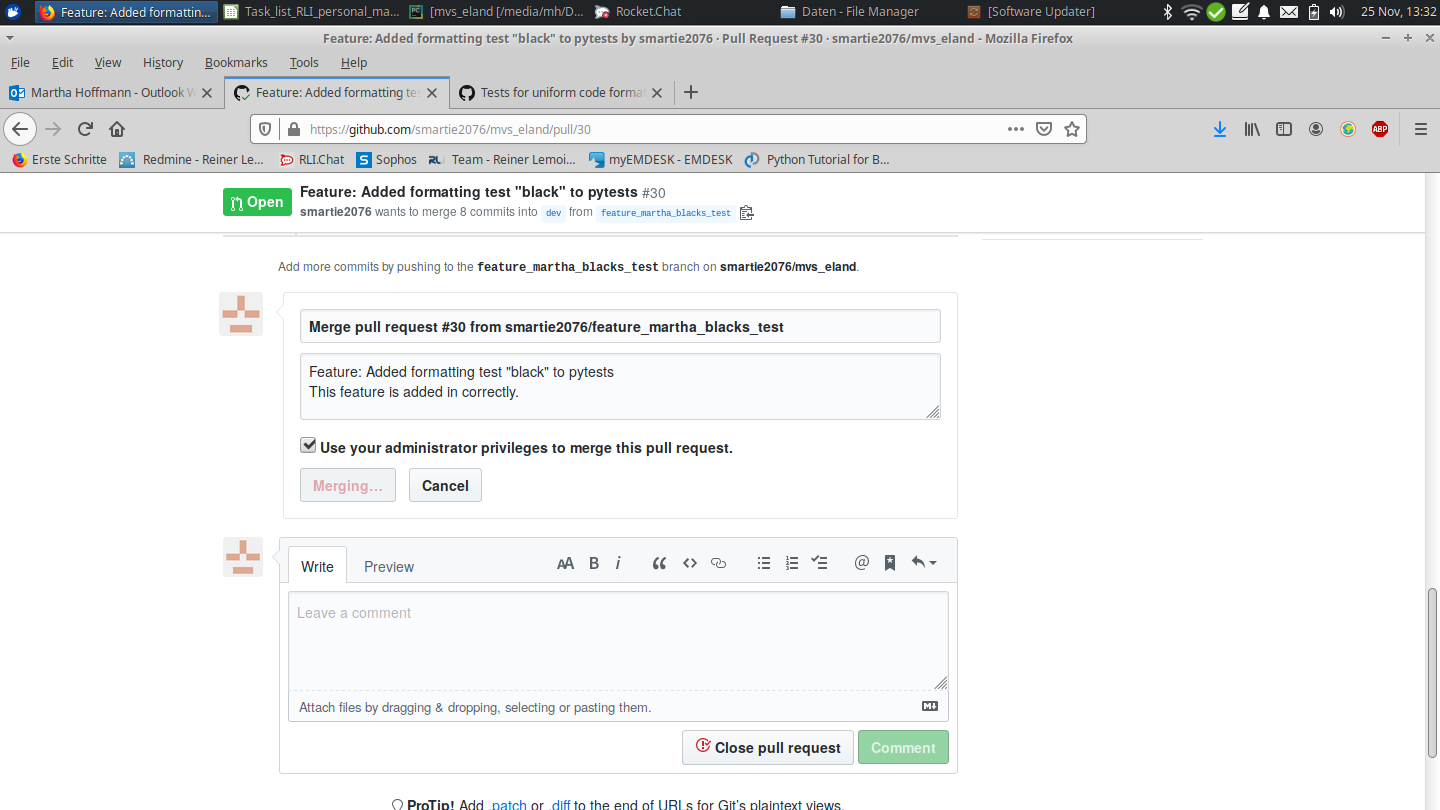 Feature: Added formattin...
Task_list_RLI_personal_ma...
[mvs_eland [/media/mh/D...
Rocket.Chat
Daten - File Manager
[Software Updater]
25 Nov, 13:32
Feature: Added formatting test "black" to pytests by smartie2076 · Pull Request #30 · smartie2076/mvs_eland - Mozilla Firefox
File Edit View History Bookmarks Tools Help
Martha Hoffmann - Outlook W
Feature: Added formatting tes
Tests for uniform code format
https://github.com/smartie2076/mvs_eland/pull/30
ABP
Erste Schritte
Redmine - Reiner Le...
RLI.Chat
Sophos
Team - Reiner Lemoi...
myEMDESK - EMDESK
Python Tutorial for B...
Open
Feature: Added formatting test "black" to pytests #30
smartie2076 wants to merge 8 commits into dev from feature_martha_blacks_test
Add more commits by pushing to the feature_martha_blacks_test branch on smartie2076/mvs_eland.
Merge pull request #30 from smartie2076/feature_martha_blacks_test
Feature: Added formatting test "black" to pytests
This feature is added in correctly.
Use your administrator privileges to merge this pull request.
Merging... Cancel
Write Preview
Leave a comment
Attach files by dragging & dropping, selecting or pasting them.
Close pull request Comment
ProTip! Add .patch or .diff to the end of URLs for Git's plaintext views.